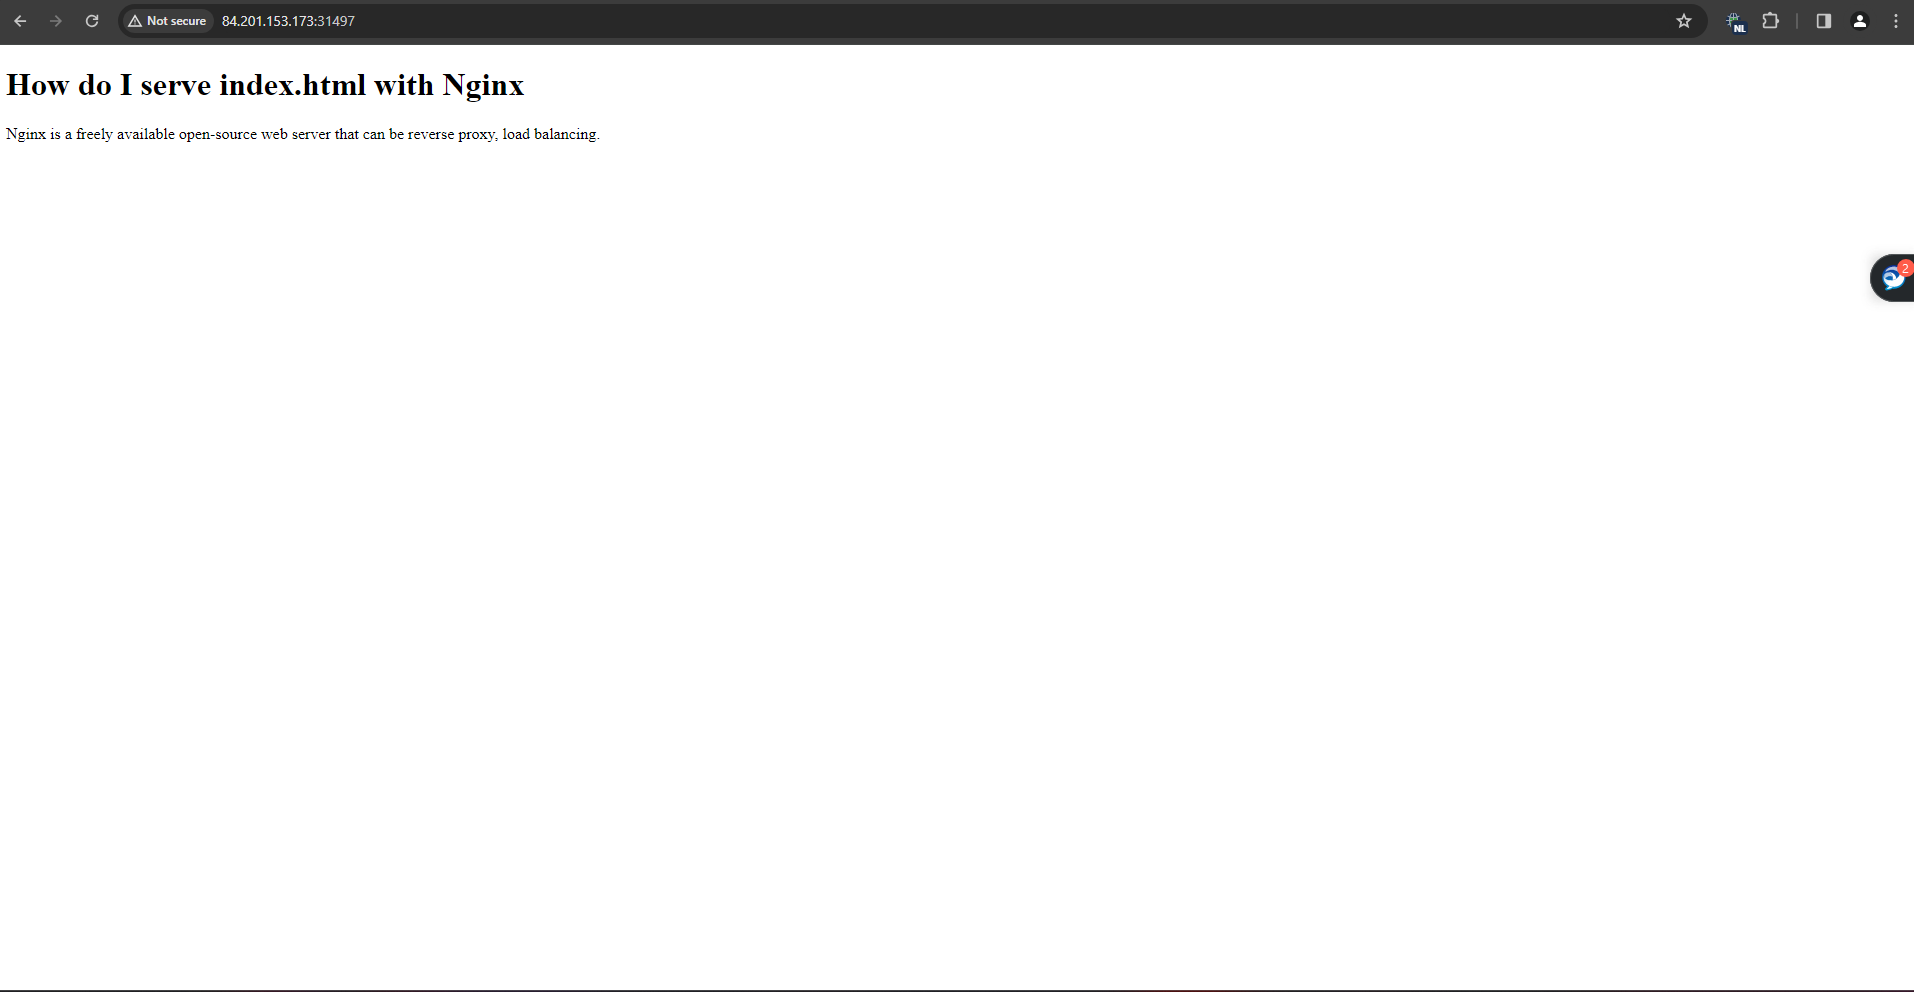 Not secure 84.201.153.173:31497
NL
How do I serve index.html with Nginx
Nginx is a freely available open-source web server that can be reverse proxy, load balancing.
2